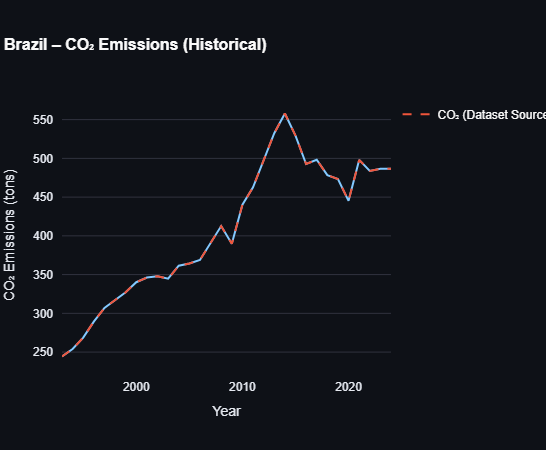 Brazil – CO₂ Emissions (Historical)
CO₂ (Dataset Source
550
500
450
400
350
300
250
CO₂ Emissions (tons)
2000 2010 2020
Year